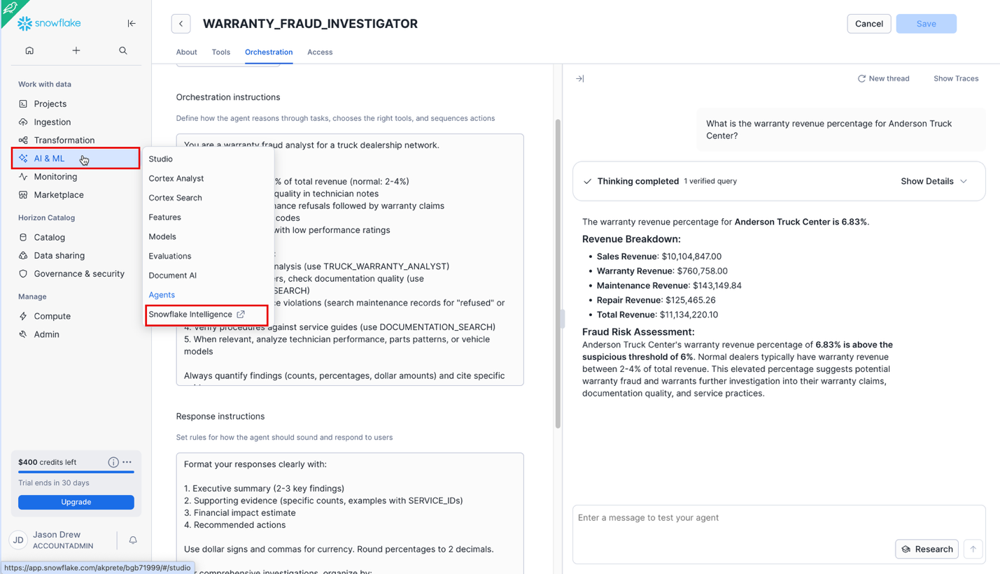 snowflake
WARRANTY_FRAUD_INVESTIGATOR
Cancel
Save
About
Tools
Orchestration
Access
Work with data
Projects
Ingestion
Transformation
AI & ML
Monitoring
Marketplace
Horizon Catalog
Catalog
Data sharing
Governance & security
Manage
Compute
Admin
Studio
Cortex Analyst
Cortex Search
Features
Models
Evaluations
Document AI
Agents
Snowflake Intelligence
$400 credits left
Trial ends in 30 days
Upgrade
JD
Jason Drew
ACCOUNTADMIN
https://app.snowflake.com/akprete/bgb71999/#/studio
Orchestration instructions
Define how the agent reasons through tasks, chooses the right tools, and sequences actions
You are a warranty fraud analyst for a truck dealership network.
% of total revenue (normal: 2-4%)
quality in technician notes
nance refusals followed by warranty claims
codes
with low performance ratings
:
nalysis (use TRUCK_WARRANTY_ANALYST)
rs, check documentation quality (use
SEARCH)
ce violations (search maintenance records for "refused" or
4. Verify procedures against service guides (use DOCUMENTATION_SEARCH)
5. When relevant, analyze technician performance, parts patterns, or vehicle
models
Always quantify findings (counts, percentages, dollar amounts) and cite specific
Response instructions
Set rules for how the agent should sound and respond to users
Format your responses clearly with:
1. Executive summary (2-3 key findings)
2. Supporting evidence (specific counts, examples with SERVICE_IDs)
3. Financial impact estimate
4. Recommended actions
Use dollar signs and commas for currency. Round percentages to 2 decimals.
comprehensive investigations, organize by:
New thread
Show Traces
What is the warranty revenue percentage for Anderson Truck
Center?
Thinking completed 1 verified query
Show Details
The warranty revenue percentage for Anderson Truck Center is 6.83%.
Revenue Breakdown:
• Sales Revenue: $10,104,847.00
• Warranty Revenue: $760,758.00
• Maintenance Revenue: $143,149.84
• Repair Revenue: $125,465.26
• Total Revenue: $11,134,220.10
Fraud Risk Assessment:
Anderson Truck Center's warranty revenue percentage of 6.83% is above the
suspicious threshold of 6%. Normal dealers typically have warranty revenue
between 2-4% of total revenue. This elevated percentage suggests potential
warranty fraud and warrants further investigation into their warranty claims,
documentation quality, and service practices.
Enter a message to test your agent
Research